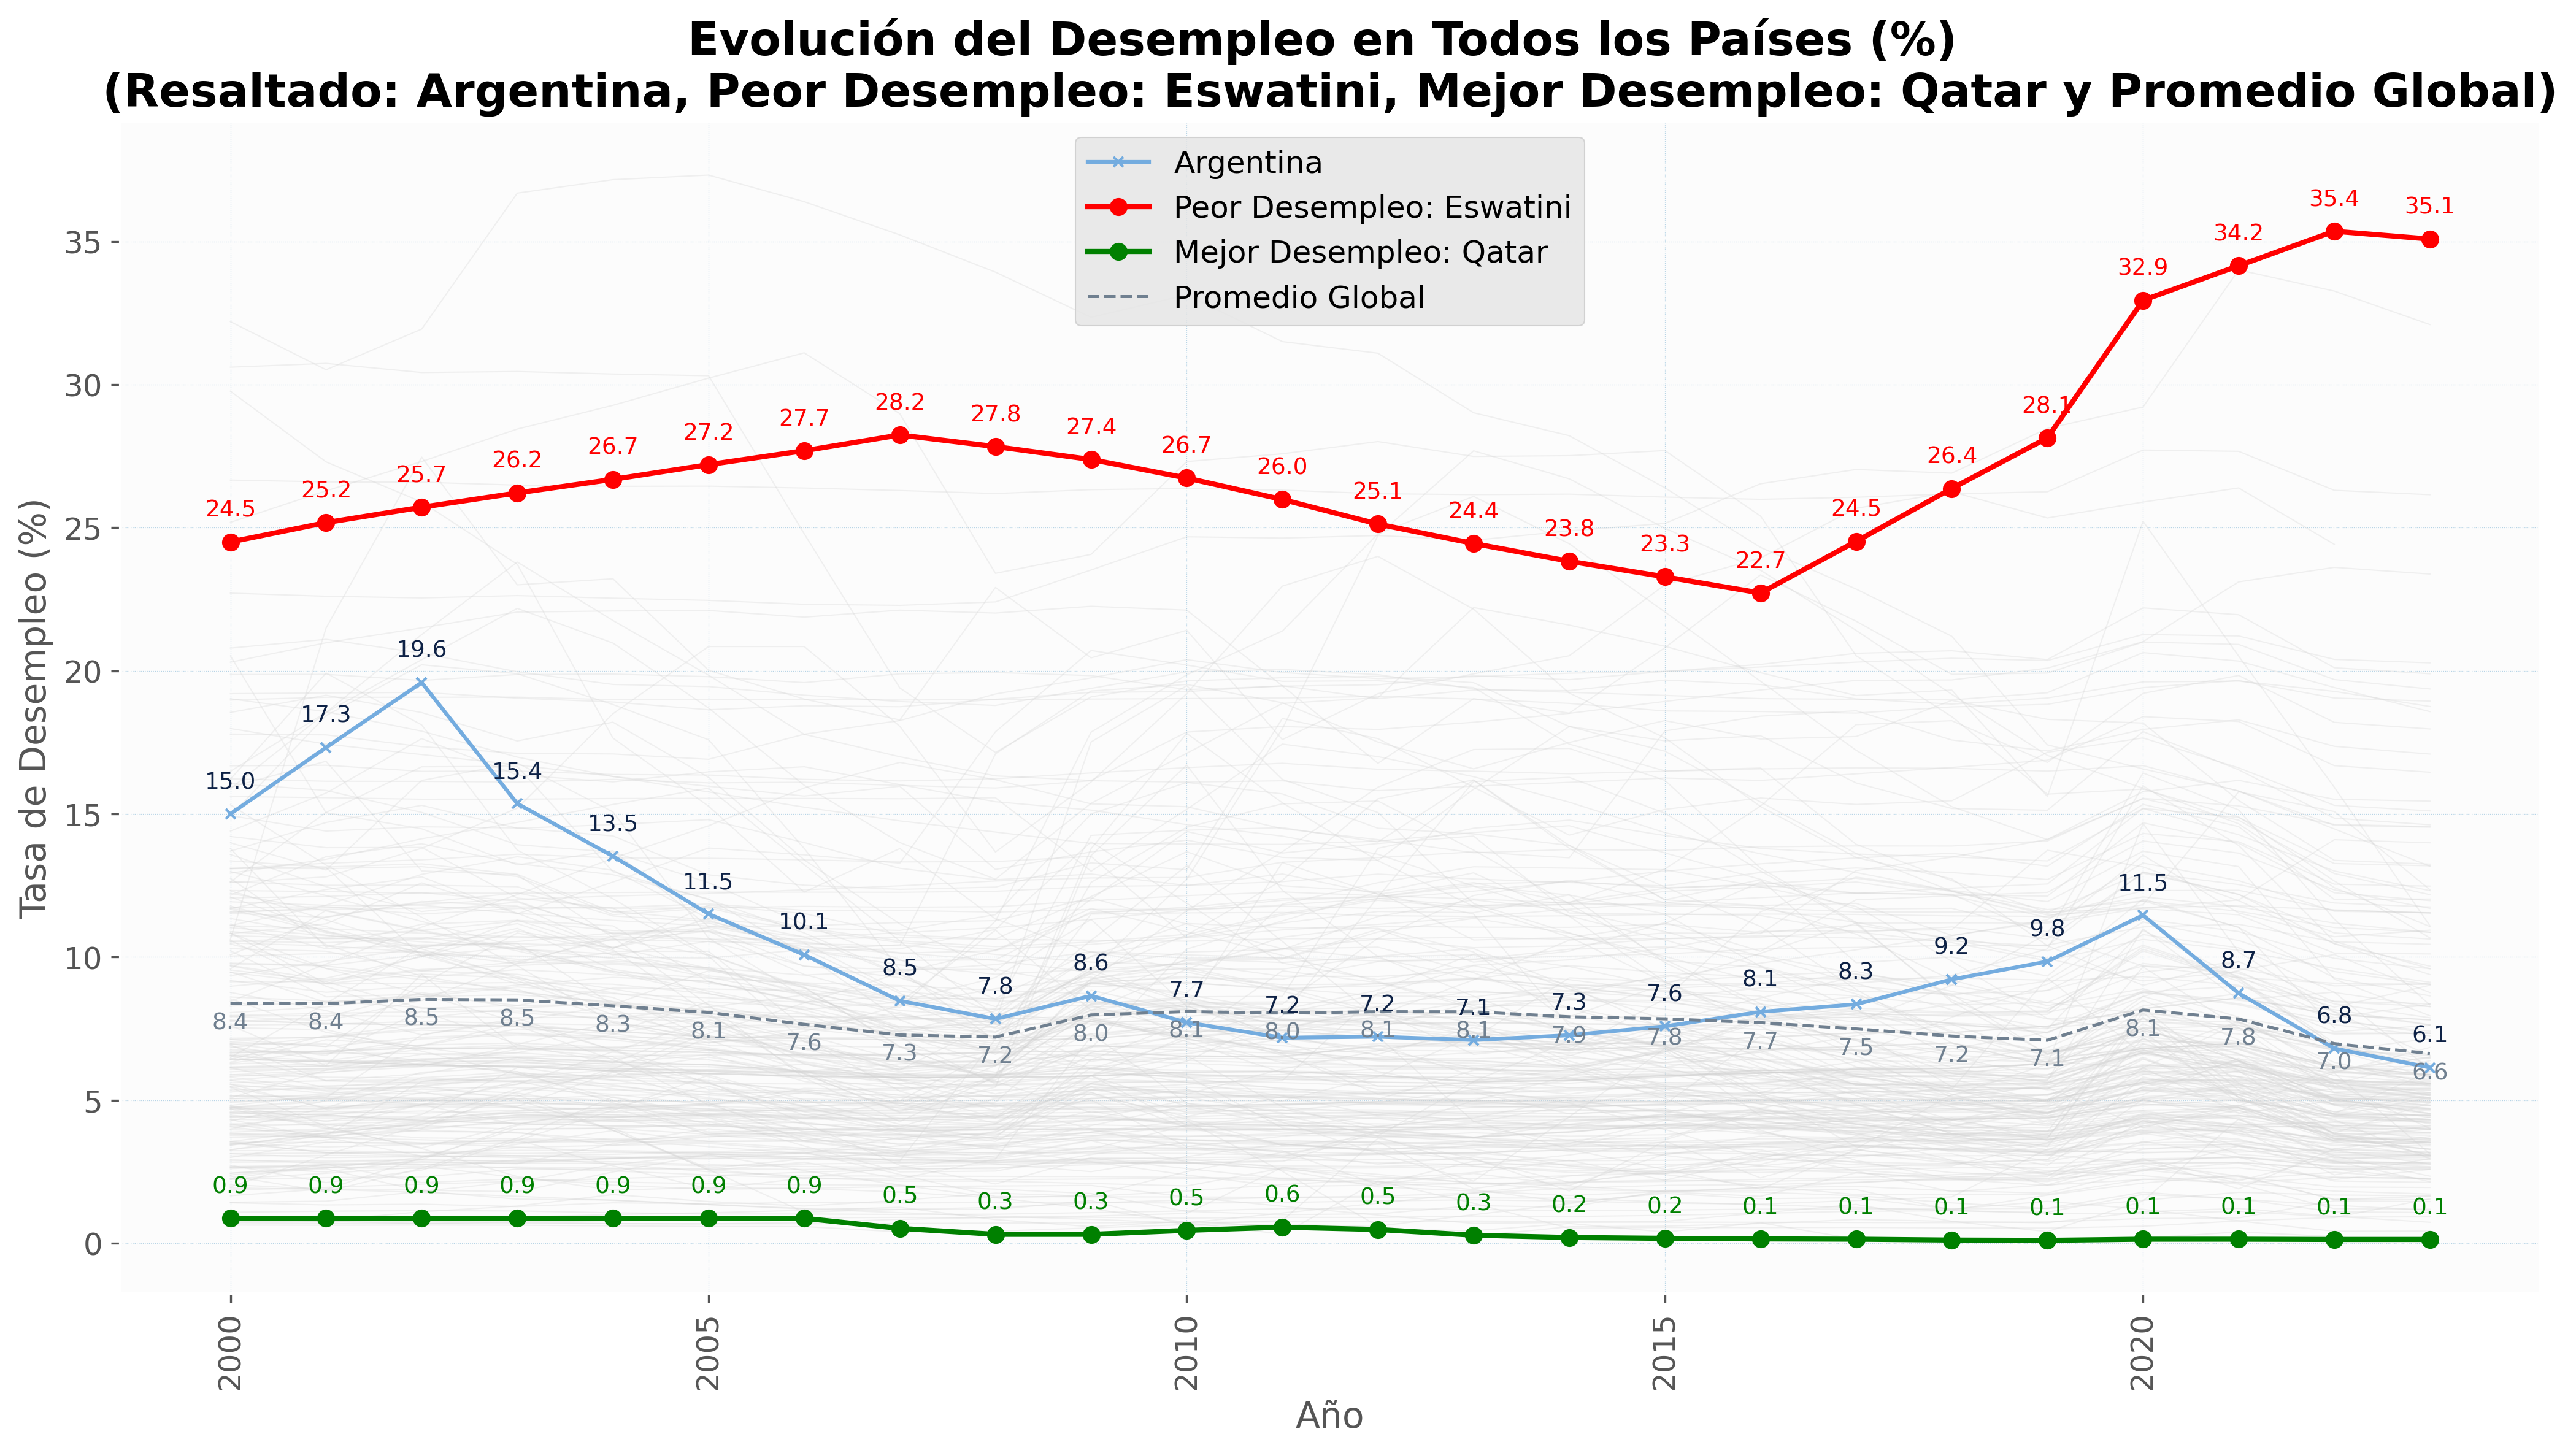 Evolución del Desempleo en Todos los Países (%)
(Resaltado: Argentina, Peor Desempleo: Eswatini, Mejor Desempleo: Qatar y Promedio Global)
Argentina
Peor Desempleo: Eswatini
Mejor Desempleo: Qatar
Promedio Global
Tasa de Desempleo (%)
35
30
25
20
15
10
5
0
24.5 25.2 25.7 26.2 26.7 27.2 27.7 28.2 27.8 27.4 26.7 26.0 25.1 24.4 23.8 23.3 22.7 24.5 26.4 28.1 32.9 34.2 35.4 35.1
15.0 17.3 19.6 15.4 13.5 11.5 10.1 8.5 7.8 8.6 7.7 7.2 7.2 7.1 7.3 7.6 8.1 8.3 9.2 9.8 11.5 8.7 6.8 6.1
8.4 8.4 8.5 8.5 8.3 8.1 7.6 7.3 7.2 8.0 8.1 8.0 8.1 8.1 7.9 7.8 7.7 7.5 7.2 7.1 8.1 7.8 7.0 6.6
0.9 0.9 0.9 0.9 0.9 0.9 0.9 0.5 0.3 0.3 0.5 0.6 0.5 0.3 0.2 0.2 0.1 0.1 0.1 0.1 0.1 0.1 0.1 0.1
2000 2005 2010 2015 2020
Año